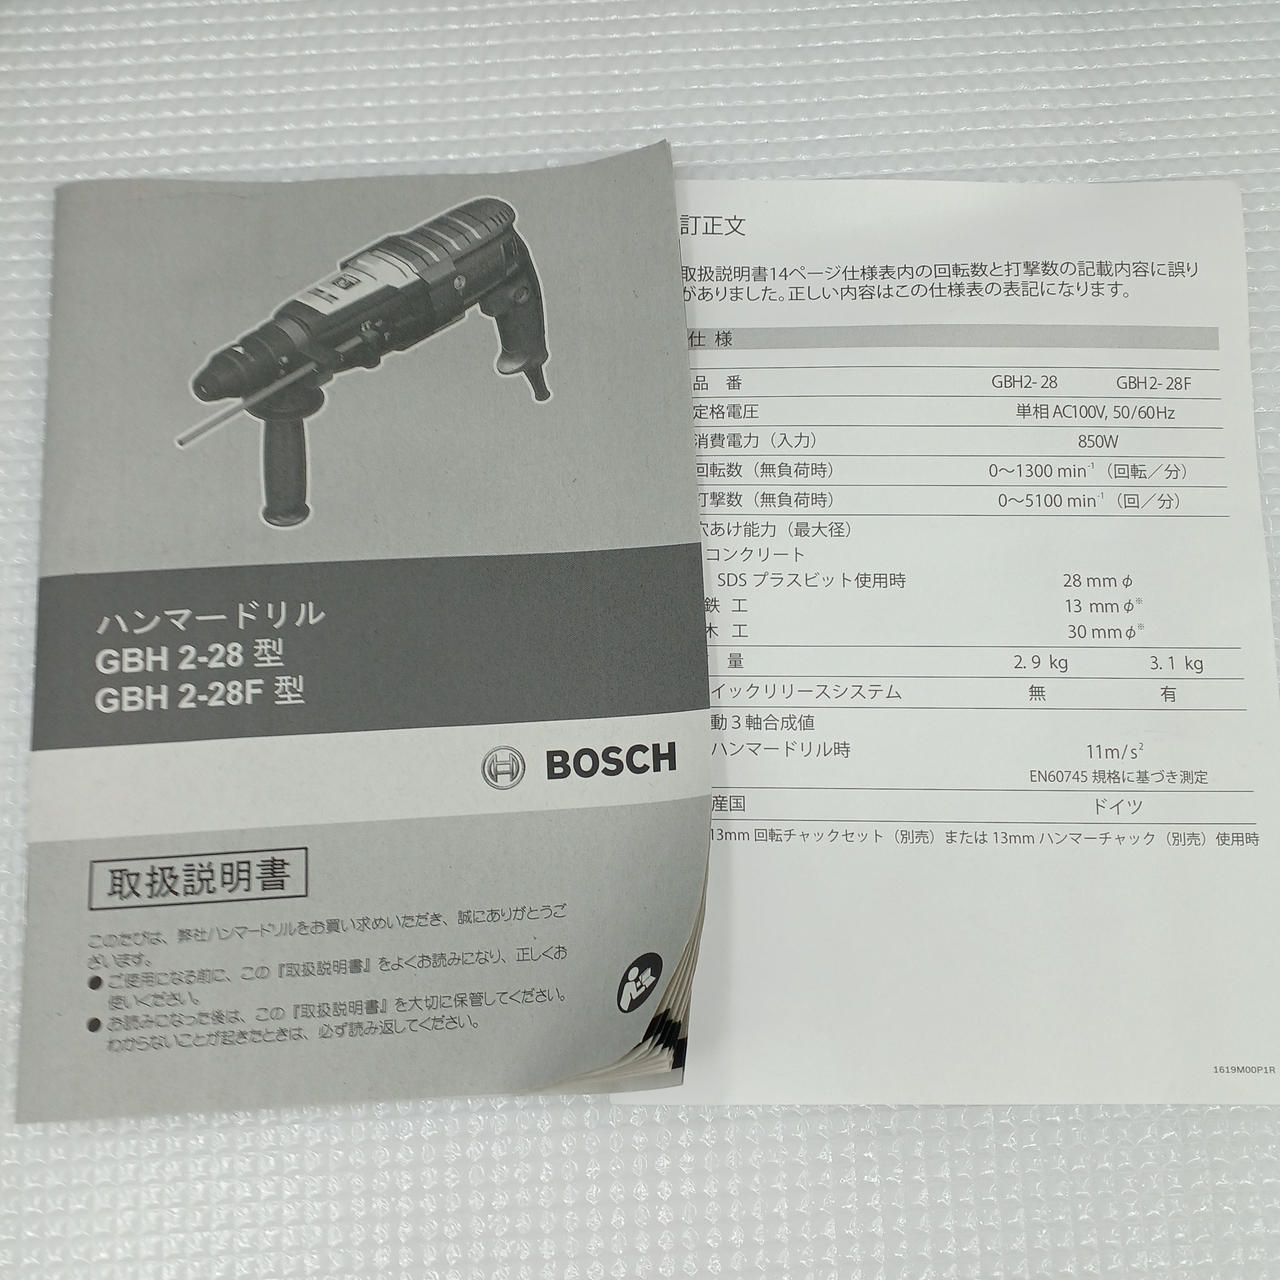 ハンマードリル
GBH 2-28 型
GBH 2-28F 型
BOSCH
取扱説明書
このたびは、弊社ハンマードリルをお買い求めいただき、誠にありがとうご
ざいます。
● ご使用になる前に、この『取扱説明書』をよくお読みになり、正しくお
使いください。
● お読みになった後は、この『取扱説明書』を大切に保管してください。
わからないことが起きたときは、必ず読み返してください。
訂正文
取扱説明書14ページ仕様表内の回転数と打撃数の記載内容に誤り
がありました。正しい内容はこの仕様表の表記になります。
仕 様
品 番 GBH2-28 GBH2-28F
定格電圧 単相 AC100V, 50/60Hz
消費電力（入力） 850W
回転数（無負荷時） 0～1300 min⁻¹（回転／分）
打撃数（無負荷時） 0～5100 min⁻¹（回／分）
穴あけ能力（最大径）
コンクリート
SDS プラスビット使用時 28 mm φ
鉄 工 13 mm φ※
木 工 30 mm φ※
量 2.9 kg 3.1 kg
イックリリースシステム 無 有
動３軸合成値
ハンマードリル時 11m/s²
EN60745 規格に基づき測定
産国 ドイツ
13mm 回転チャックセット（別売）または 13mm ハンマーチャック（別売）使用時
1619M00P1R